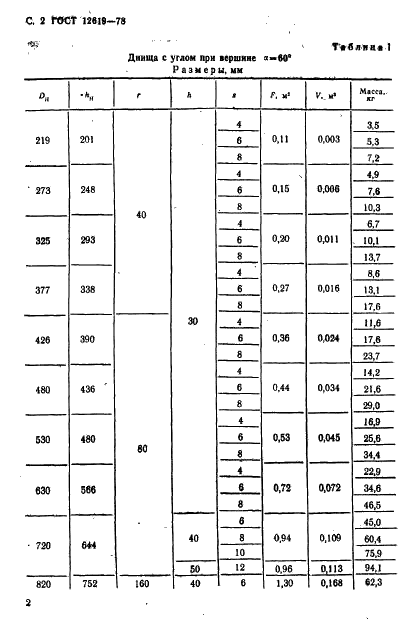 С. 2 ГОСТ 12619—78
Таблица 1
Днища с углом при вершине α=60°
Размеры, мм
Dн hн r h s F, м² V, м³ Масса, кг
219 201 40 30 4 0,11 0,003 3,5
6 5,3
8 7,2
273 248 4 0,15 0,006 4,9
6 7,6
8 10,3
325 293 4 0,20 0,011 6,7
6 10,1
8 13,7
377 338 4 0,27 0,016 8,6
6 13,1
8 17,6
426 390 80 4 0,36 0,024 11,6
6 17,6
8 23,7
480 436 4 0,44 0,034 14,2
6 21,6
8 29,0
530 480 4 0,53 0,045 16,9
6 25,6
8 34,4
630 566 4 0,72 0,072 22,9
6 34,6
8 46,5
720 644 40 6 0,94 0,109 45,0
8 60,4
10 75,9
50 12 0,96 0,113 94,1
820 752 160 40 6 1,30 0,168 62,3
2